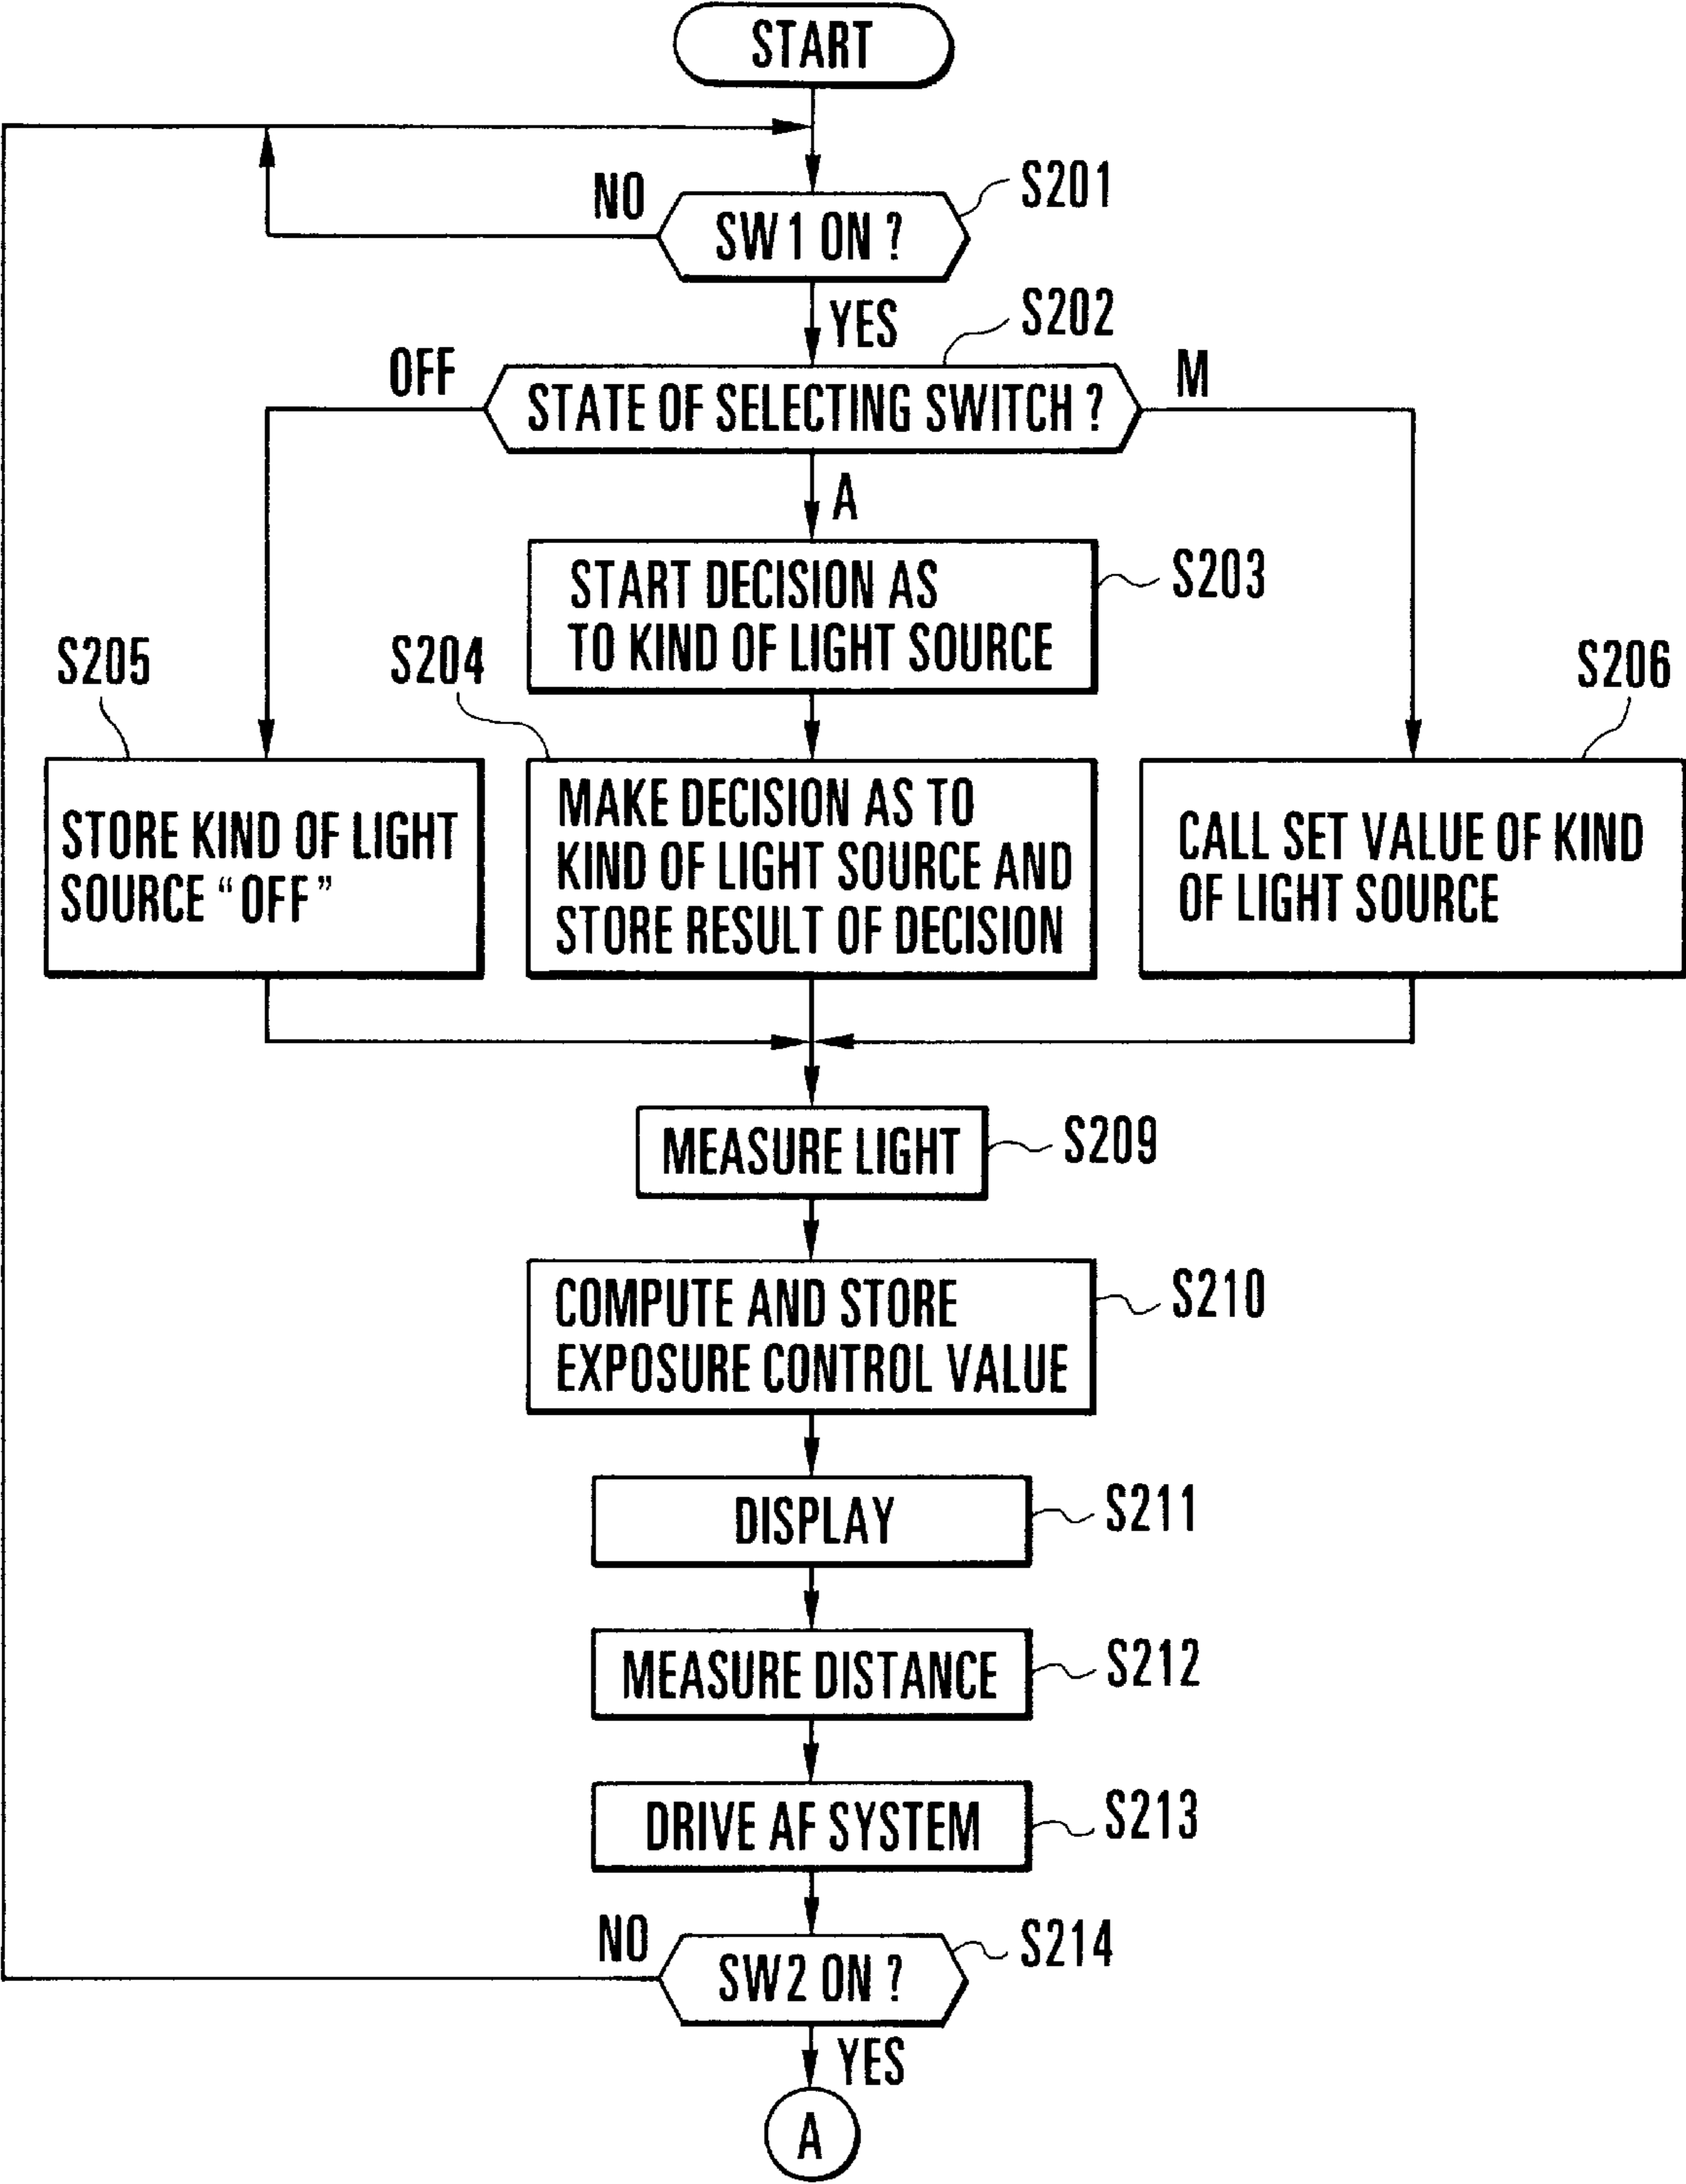 START
NO
S201
SW1 ON ?
YES
S202
OFF
STATE OF SELECTING SWITCH ?
M
A
START DECISION AS
TO KIND OF LIGHT SOURCE
S203
S205
S204
S206
STORE KIND OF LIGHT
SOURCE “OFF”
MAKE DECISION AS TO
KIND OF LIGHT SOURCE AND
STORE RESULT OF DECISION
CALL SET VALUE OF KIND
OF LIGHT SOURCE
MEASURE LIGHT
S209
COMPUTE AND STORE
EXPOSURE CONTROL VALUE
S210
DISPLAY
S211
MEASURE DISTANCE
S212
DRIVE AF SYSTEM
S213
NO
S214
SW2 ON ?
YES
A